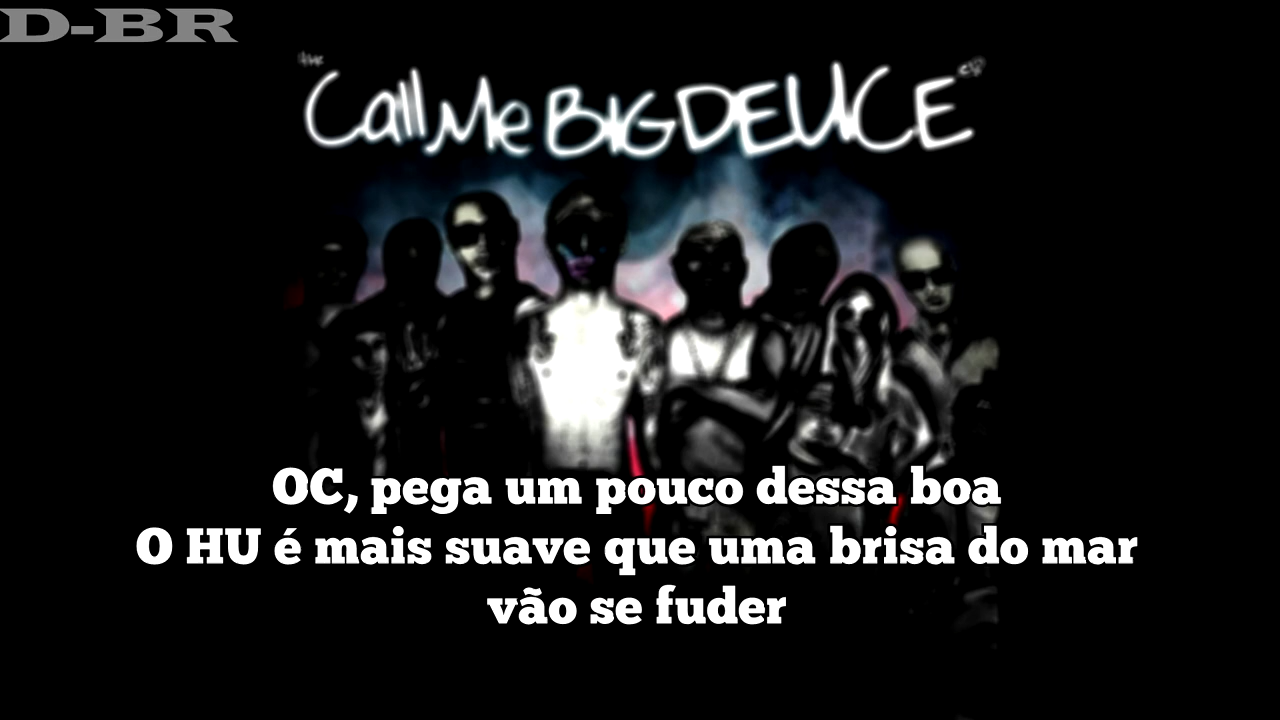 D-BR
the
Call Me BIG DEUCE
EP
OC, pega um pouco dessa boa
O HU é mais suave que uma brisa do mar
vão se fuder